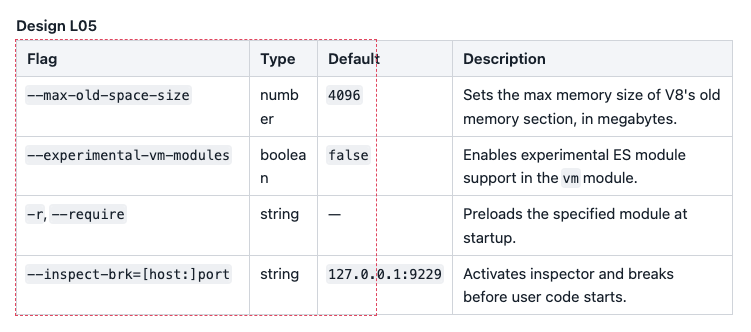 Design L05
Flag Type Default Description
--max-old-space-size numb 4096 Sets the max memory size of V8's old
er memory section, in megabytes.
--experimental-vm-modules boolea false Enables experimental ES module
n support in the vm module.
-r, --require string — Preloads the specified module at
startup.
--inspect-brk=[host:]port string 127.0.0.1:9229 Activates inspector and breaks
before user code starts.